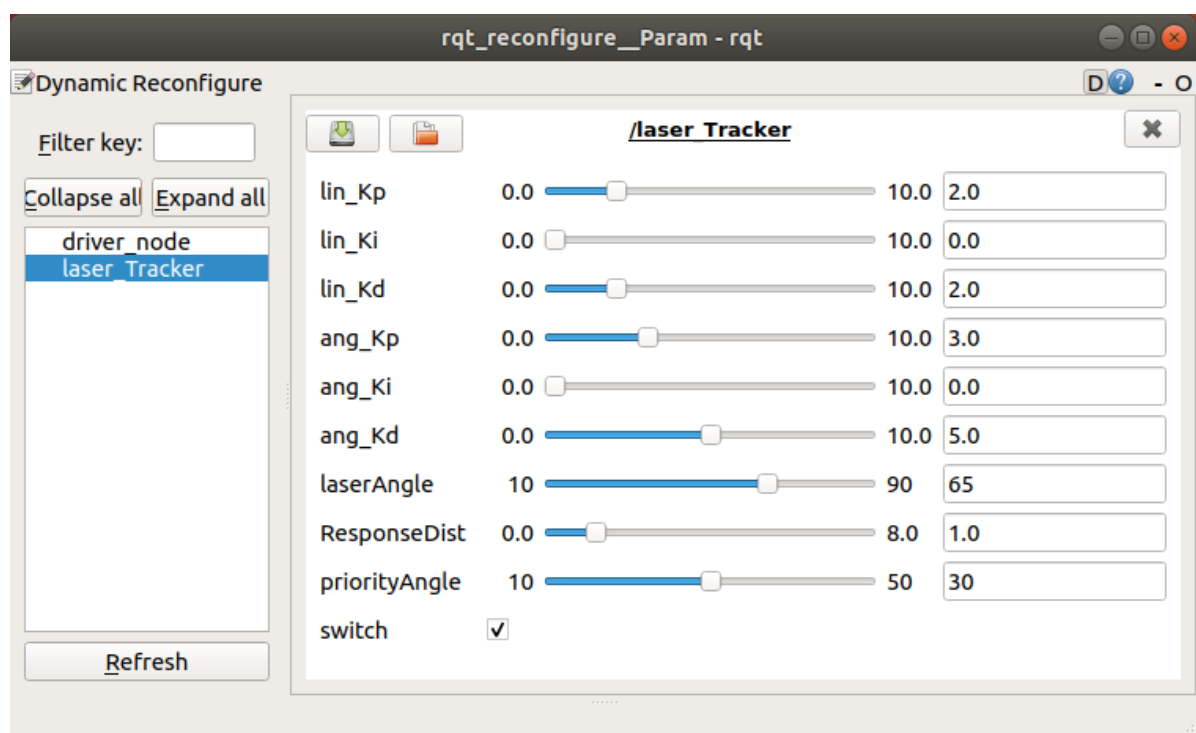 rqt_reconfigure__Param - rqt
Dynamic Reconfigure
D ? - O
Filter key:
Collapse all Expand all
driver_node
laser_Tracker
Refresh
/laser_Tracker
lin_Kp 0.0 10.0 2.0
lin_Ki 0.0 10.0 0.0
lin_Kd 0.0 10.0 2.0
ang_Kp 0.0 10.0 3.0
ang_Ki 0.0 10.0 0.0
ang_Kd 0.0 10.0 5.0
laserAngle 10 90 65
ResponseDist 0.0 8.0 1.0
priorityAngle 10 50 30
switch